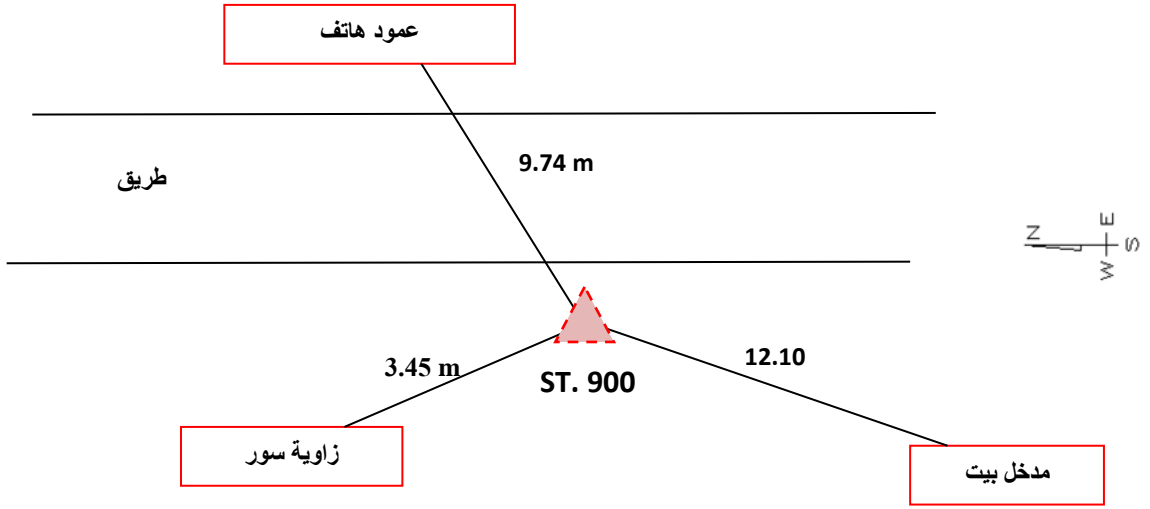 عمود هاتف
9.74 m
طريق
N
E
S
W
3.45 m
12.10
ST. 900
زاوية سور
مدخل بيت